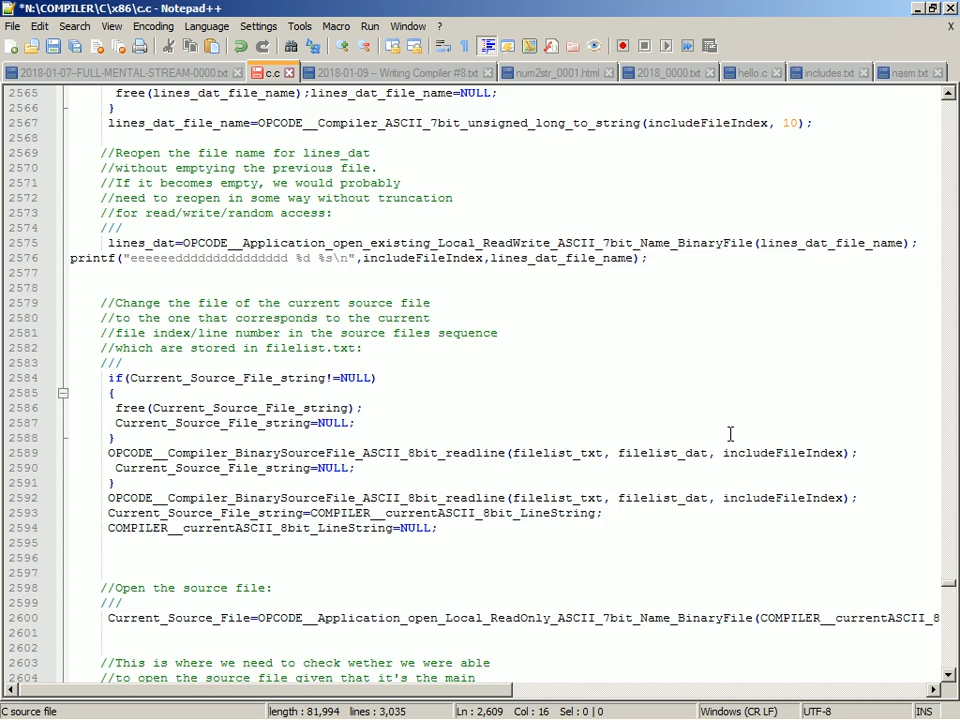 *N:\COMPILER\C\x86\c.c - Notepad++
File Edit Search View Encoding Language Settings Tools Macro Run Window ? X
2018-01-07-FULL-MENTAL-STREAM-0000.txt c.c 2018-01-09 – Writing Compiler #8.txt num2str_0001.html 2018_0000.txt hello.c includes.txt nasm.txt
2565 free(lines_dat_file_name);lines_dat_file_name=NULL;
2566 }
2567 lines_dat_file_name=OPCODE__Compiler_ASCII_7bit_unsigned_long_to_string(includeFileIndex, 10);
2568
2569 //Reopen the file name for lines_dat
2570 //without emptying the previous file.
2571 //If it becomes empty, we would probably
2572 //need to reopen in some way without truncation
2573 //for read/write/random access:
2574 ///
2575 lines_dat=OPCODE__Application_open_existing_Local_ReadWrite_ASCII_7bit_Name_BinaryFile(lines_dat_file_name);
2576 printf("eeeeeeddddddddddddddd %d %s\n",includeFileIndex,lines_dat_file_name);
2577
2578
2579 //Change the file of the current source file
2580 //to the one that corresponds to the current
2581 //file index/line number in the source files sequence
2582 //which are stored in filelist.txt:
2583 ///
2584 if(Current_Source_File_string!=NULL)
2585 {
2586 free(Current_Source_File_string);
2587 Current_Source_File_string=NULL;
2588 }
2589 OPCODE__Compiler_BinarySourceFile_ASCII_8bit_readline(filelist_txt, filelist_dat, includeFileIndex);
2590 Current_Source_File_string=NULL;
2591 }
2592 OPCODE__Compiler_BinarySourceFile_ASCII_8bit_readline(filelist_txt, filelist_dat, includeFileIndex);
2593 Current_Source_File_string=COMPILER__currentASCII_8bit_LineString;
2594 COMPILER__currentASCII_8bit_LineString=NULL;
2595
2596
2597
2598 //Open the source file:
2599 ///
2600 Current_Source_File=OPCODE__Application_open_Local_ReadOnly_ASCII_7bit_Name_BinaryFile(COMPILER__currentASCII_8
2601
2602
2603 //This is where we need to check wether we were able
2604 //to open the source file given that it's the main
C source file length : 81,994 lines : 3,035 Ln : 2,609 Col : 16 Sel : 0 | 0 Windows (CR LF) UTF-8 INS